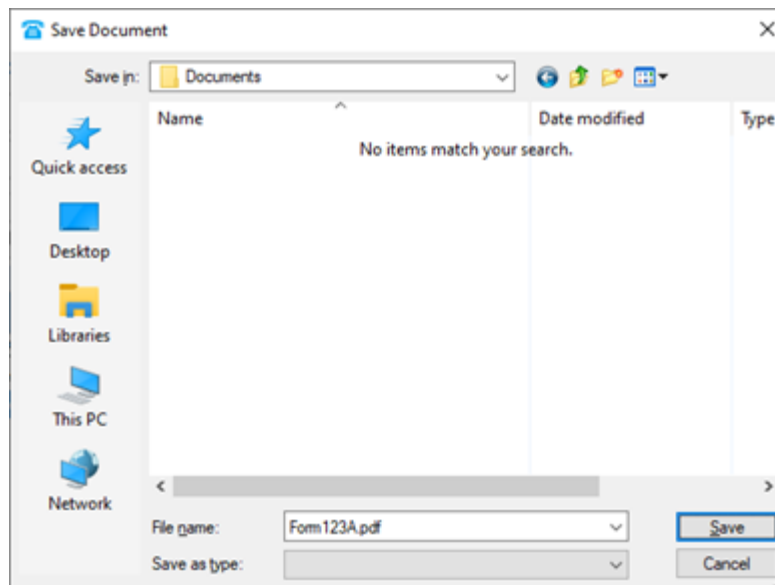 Save Document
Save in: Documents
Name Date modified Type
No items match your search.
Quick access
Desktop
Libraries
This PC
Network
File name: Form123A.pdf Save
Save as type: Cancel